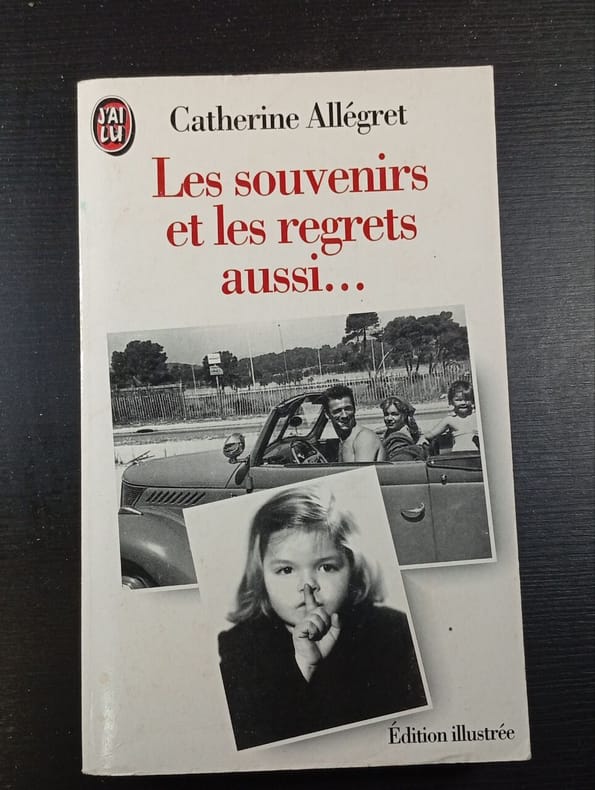 J'AI
LU
Catherine Allégret
Les souvenirs
et les regrets
aussi...
Édition illustrée